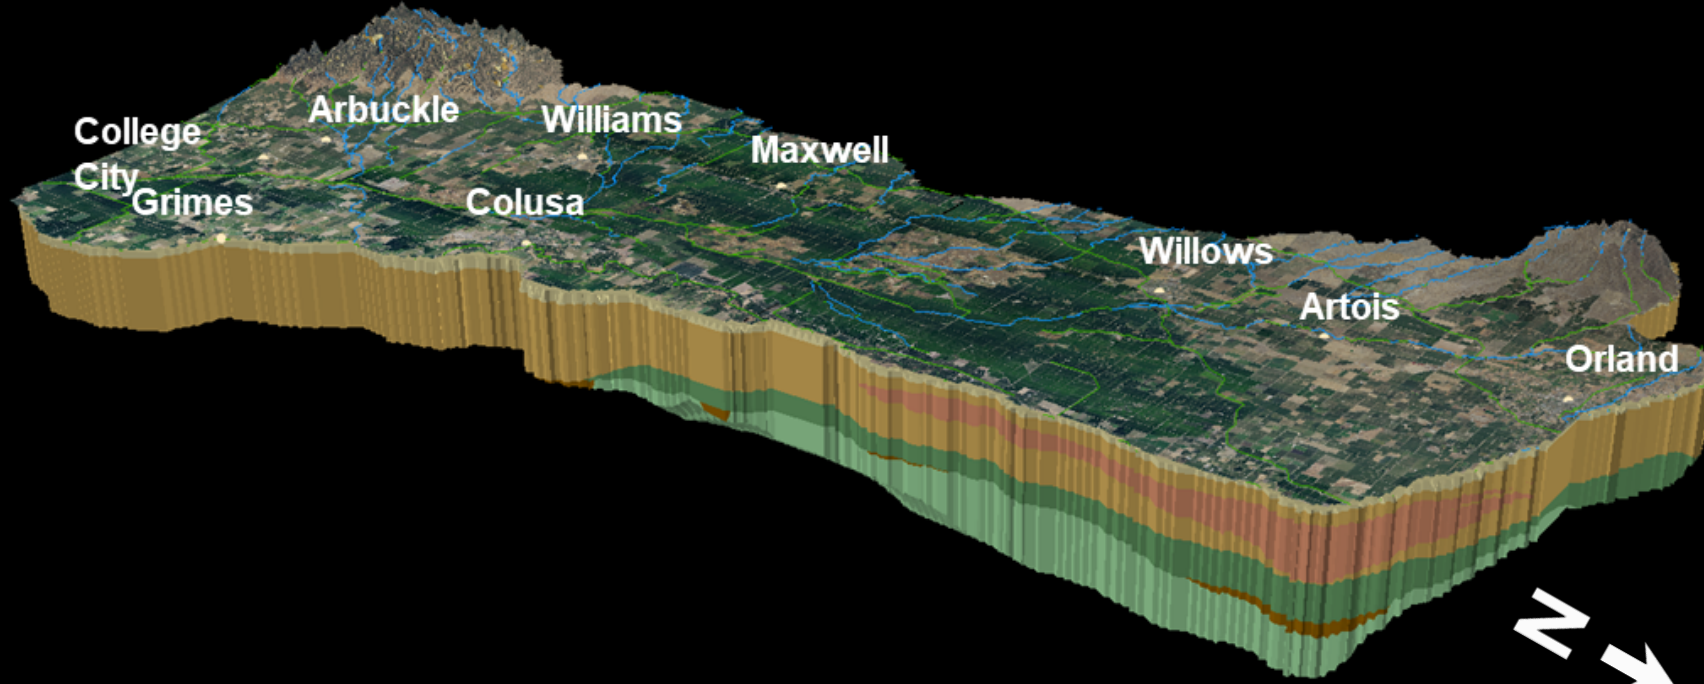 Arbuckle
Williams
College
City
Maxwell
Grimes
Colusa
Willows
Artois
Orland
N